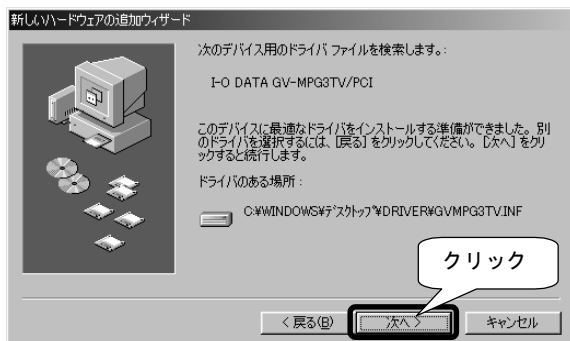 新しいハードウェアの追加ウィザード
次のデバイス用のドライバ ファイルを検索します。:
I-O DATA GV-MPG3TV/PCI
このデバイスに最適なドライバをインストールする準備ができました。別
のドライバを選択するには、[戻る] をクリックしてください。[次へ] をクリ
ックすると続行します。
ドライバのある場所:
C:¥WINDOWS¥ﾃﾞｽｸﾄｯﾌﾟ¥DRIVER¥GVMPG3TV.INF
クリック
< 戻る(B)
次へ >
キャンセル